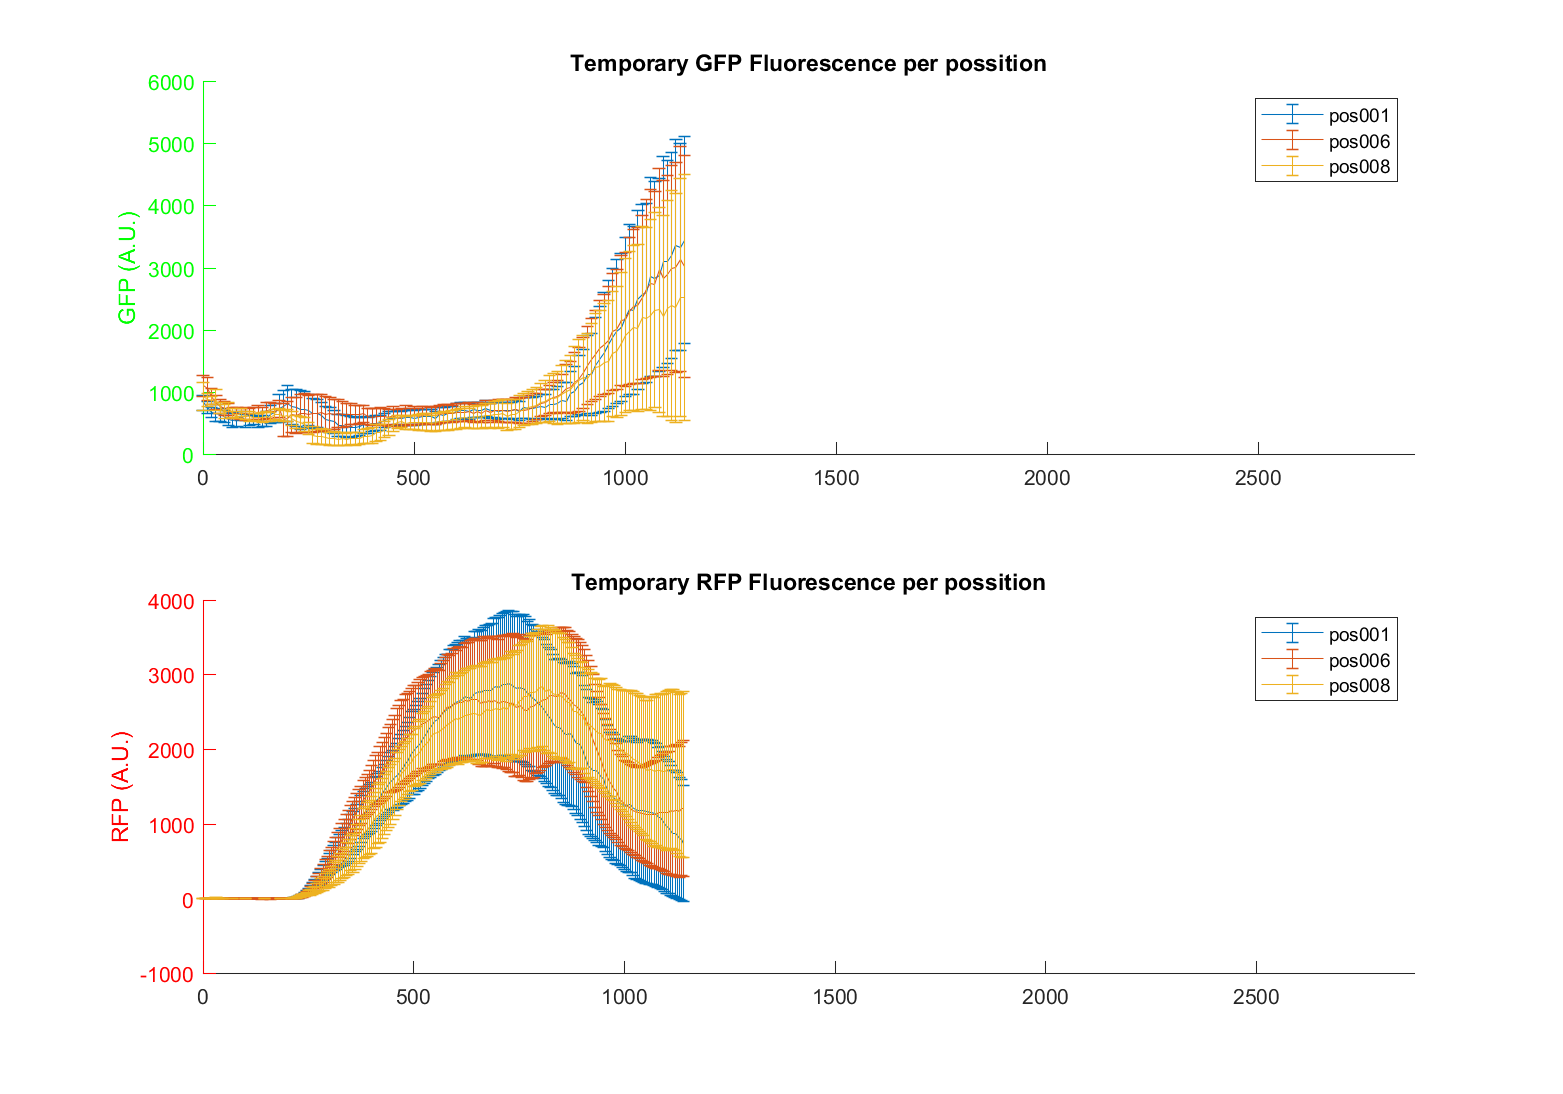 Temporary GFP Fluorescence per possition
GFP (A.U.)
6000
5000
4000
3000
2000
1000
0
0 500 1000 1500 2000 2500
pos001
pos006
pos008
Temporary RFP Fluorescence per possition
RFP (A.U.)
4000
3000
2000
1000
0
-1000
0 500 1000 1500 2000 2500
pos001
pos006
pos008